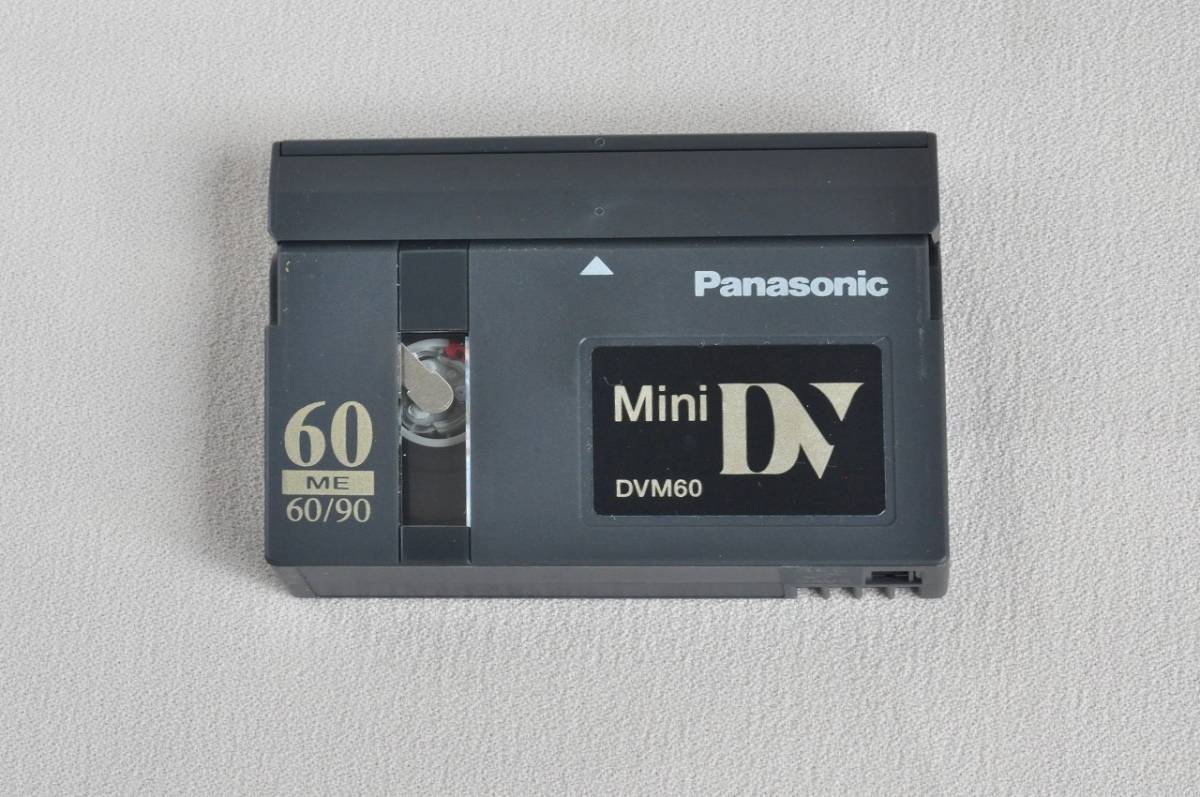 Panasonic
60
ME
60/90
Mini DV
DVM60